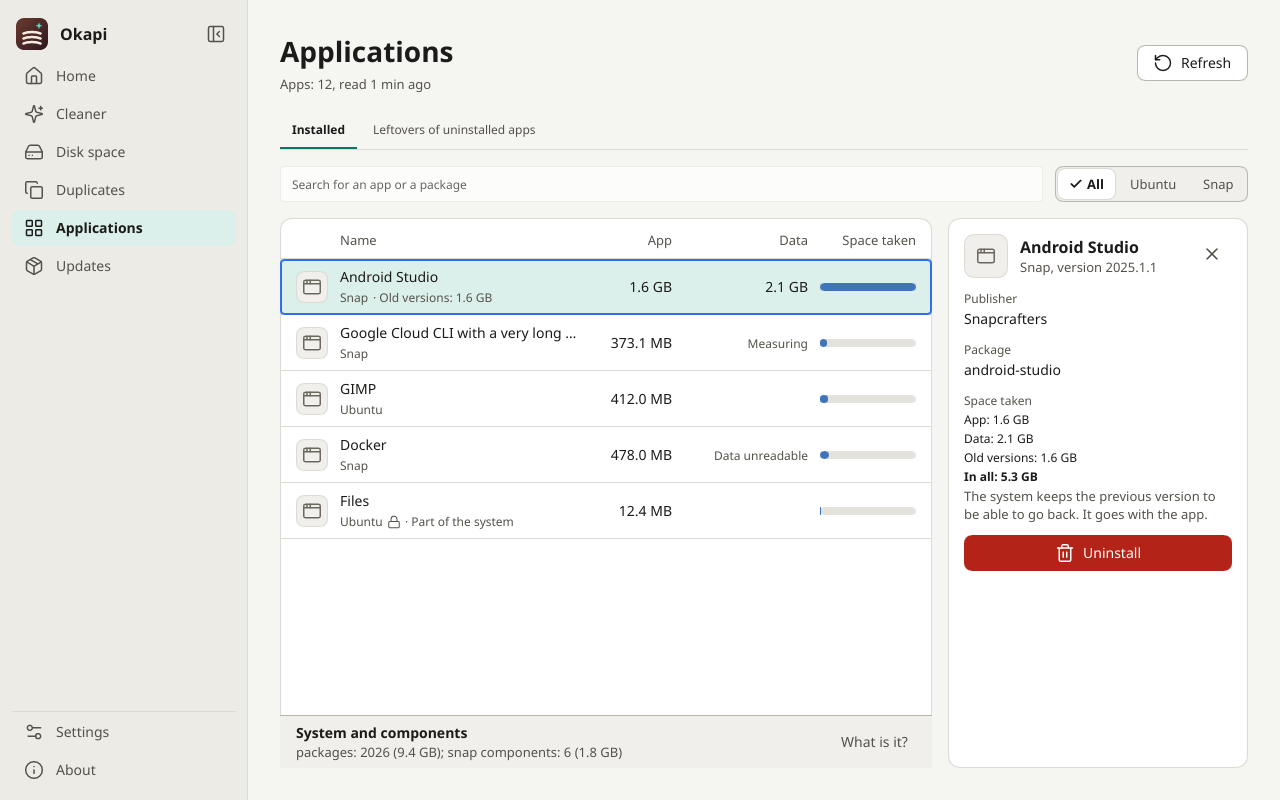 Okapi
Home
Cleaner
Disk space
Duplicates
Applications
Updates
Settings
About
Applications
Apps: 12, read 1 min ago
Refresh
Installed
Leftovers of uninstalled apps
Search for an app or a package
All
Ubuntu
Snap
Name
App
Data
Space taken
Android Studio
Snap · Old versions: 1.6 GB
1.6 GB
2.1 GB
Google Cloud CLI with a very long ...
Snap
373.1 MB
Measuring
GIMP
Ubuntu
412.0 MB
Docker
Snap
478.0 MB
Data unreadable
Files
Ubuntu · Part of the system
12.4 MB
System and components
packages: 2026 (9.4 GB); snap components: 6 (1.8 GB)
What is it?
Android Studio
Snap, version 2025.1.1
Publisher
Snapcrafters
Package
android-studio
Space taken
App: 1.6 GB
Data: 2.1 GB
Old versions: 1.6 GB
In all: 5.3 GB
The system keeps the previous version to
be able to go back. It goes with the app.
Uninstall